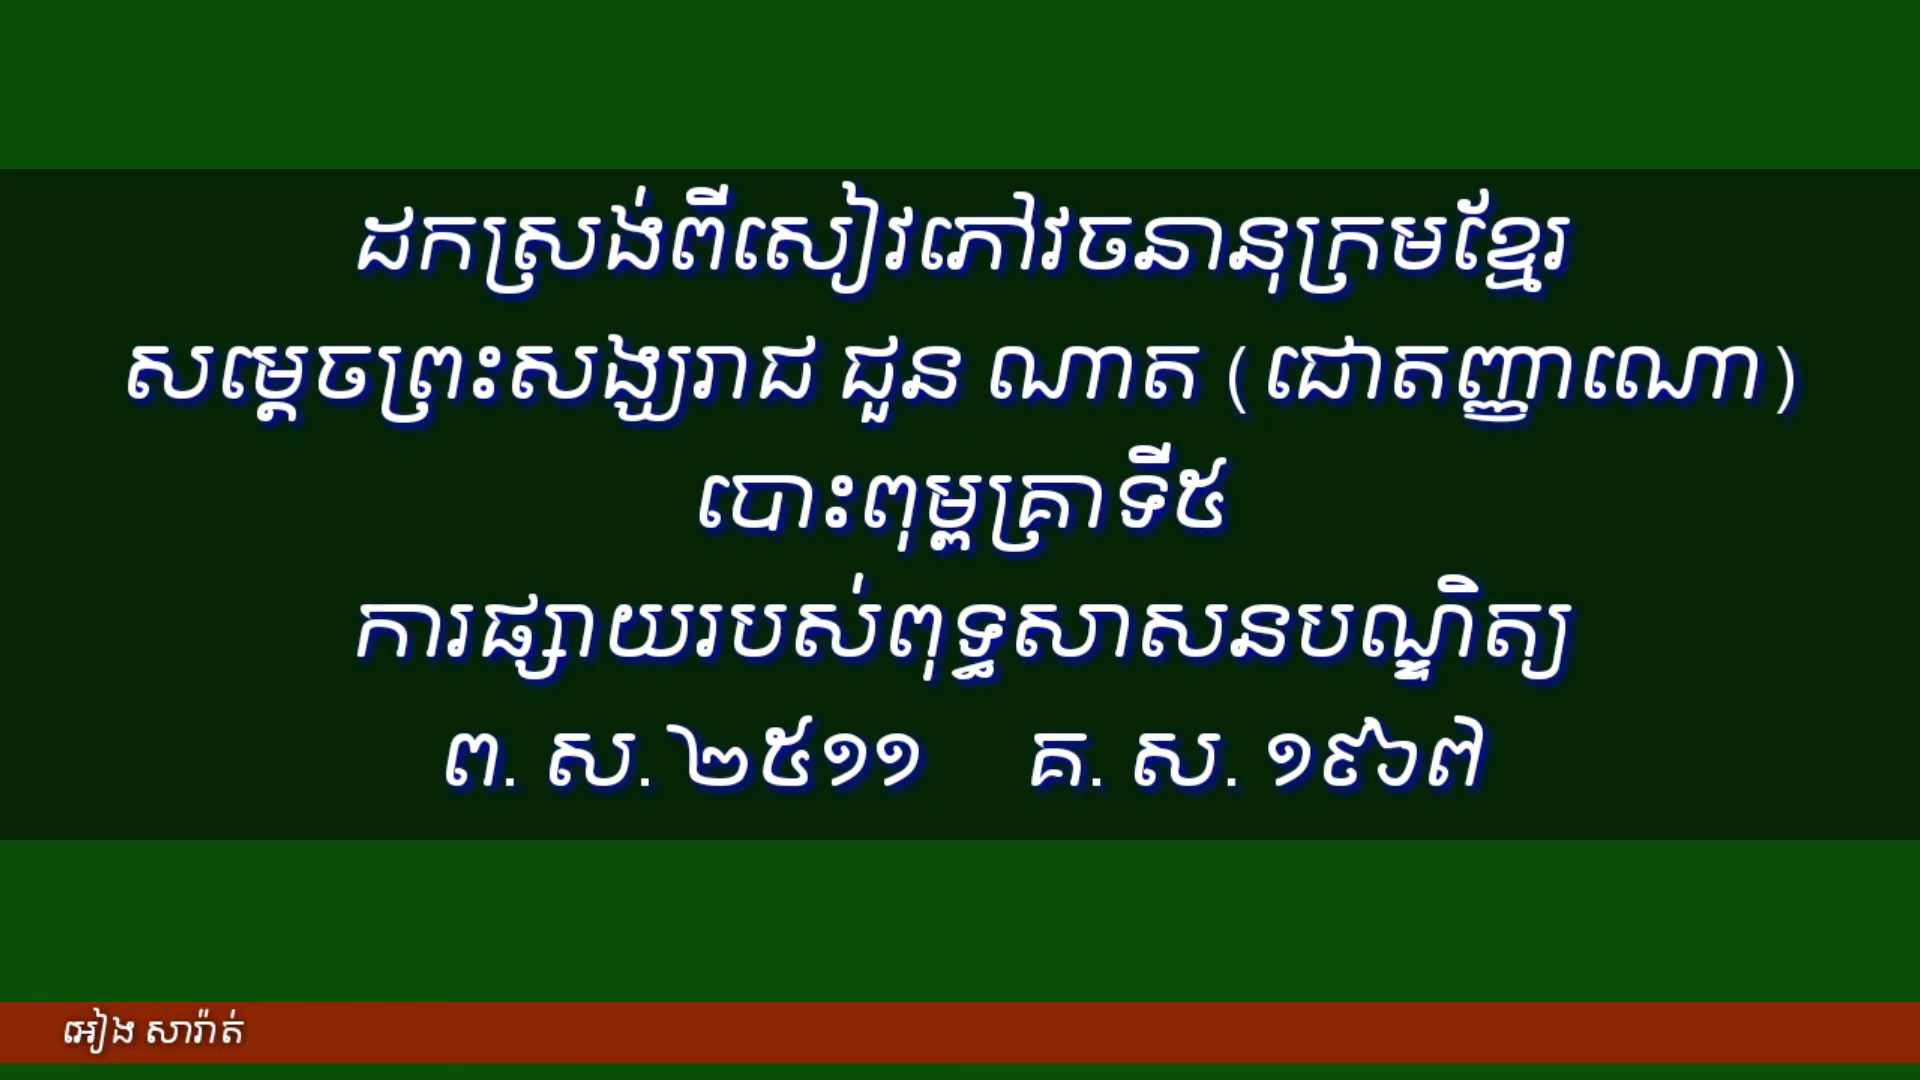 ដកស្រង់ពីសៀវភៅវចនានុក្រមខ្មែរ
សម្ដេចព្រះសង្ឃរាជ ជួន ណាត (ជោតញ្ញាណោ)
បោះពុម្ពគ្រាទី៥
ការផ្សាយរបស់ពុទ្ធសាសនបណ្ឌិត្យ
ព. ស. ២៥១១ គ. ស. ១៩៦៧
អៀង សារ៉ាត់